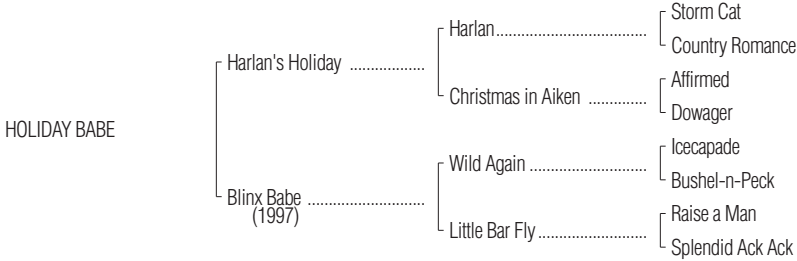 Storm Cat
Harlan..................................
Country Romance
Harlan's Holiday ..................
Affirmed
Christmas in Aiken ..............
Dowager
HOLIDAY BABE
Icecapade
Wild Again ............................
Bushel-n-Peck
Blinx Babe ............................
(1997)
Raise a Man
Little Bar Fly..........................
Splendid Ack Ack